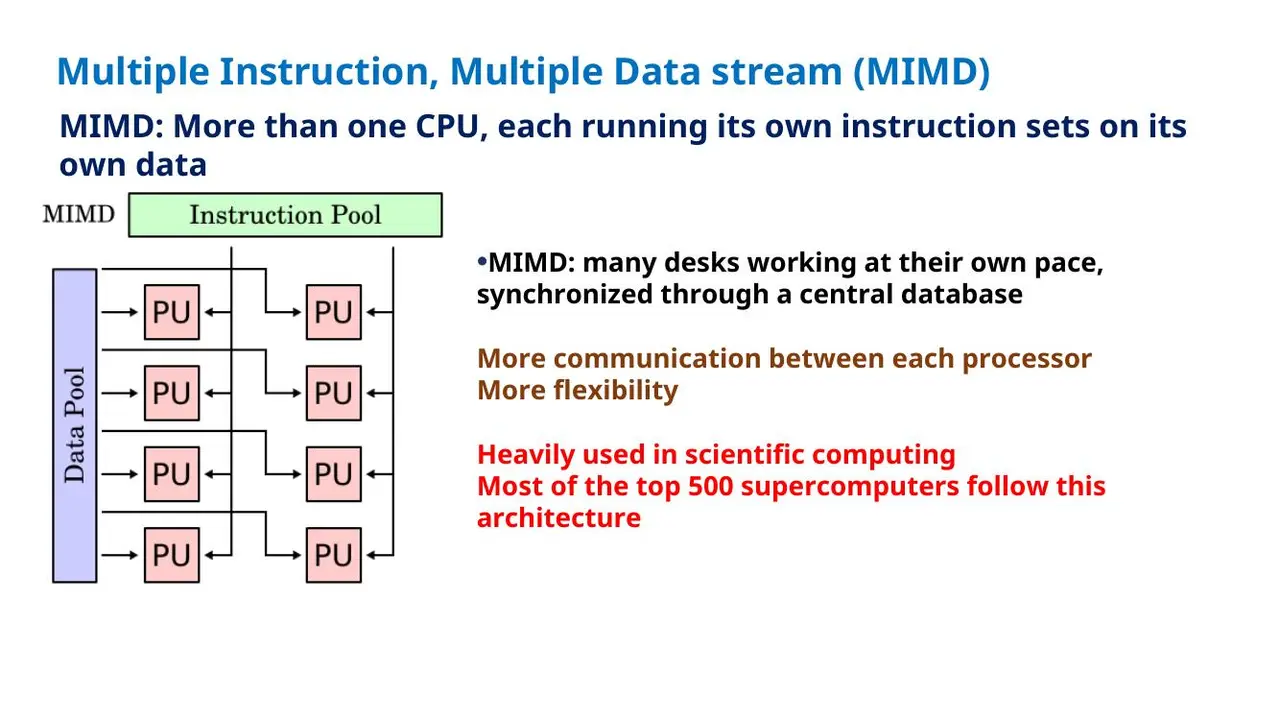 Multiple Instruction, Multiple Data stream (MIMD)
MIMD: More than one CPU, each running its own instruction sets on its
own data
MIMD
Instruction Pool
Data Pool
PU PU
PU PU
PU PU
PU PU
•MIMD: many desks working at their own pace,
synchronized through a central database
More communication between each processor
More flexibility
Heavily used in scientific computing
Most of the top 500 supercomputers follow this
architecture